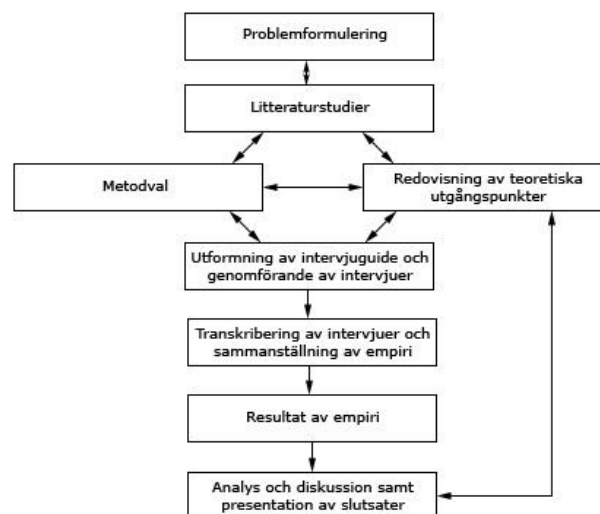 Problemformulering
Litteraturstudier
Metodval
Redovisning av teoretiska
utgångspunkter
Utformning av intervjuguide och
genomförande av intervjuer
Transkribering av intervjuer och
sammanställning av empiri
Resultat av empiri
Analys och diskussion samt
presentation av slutsater